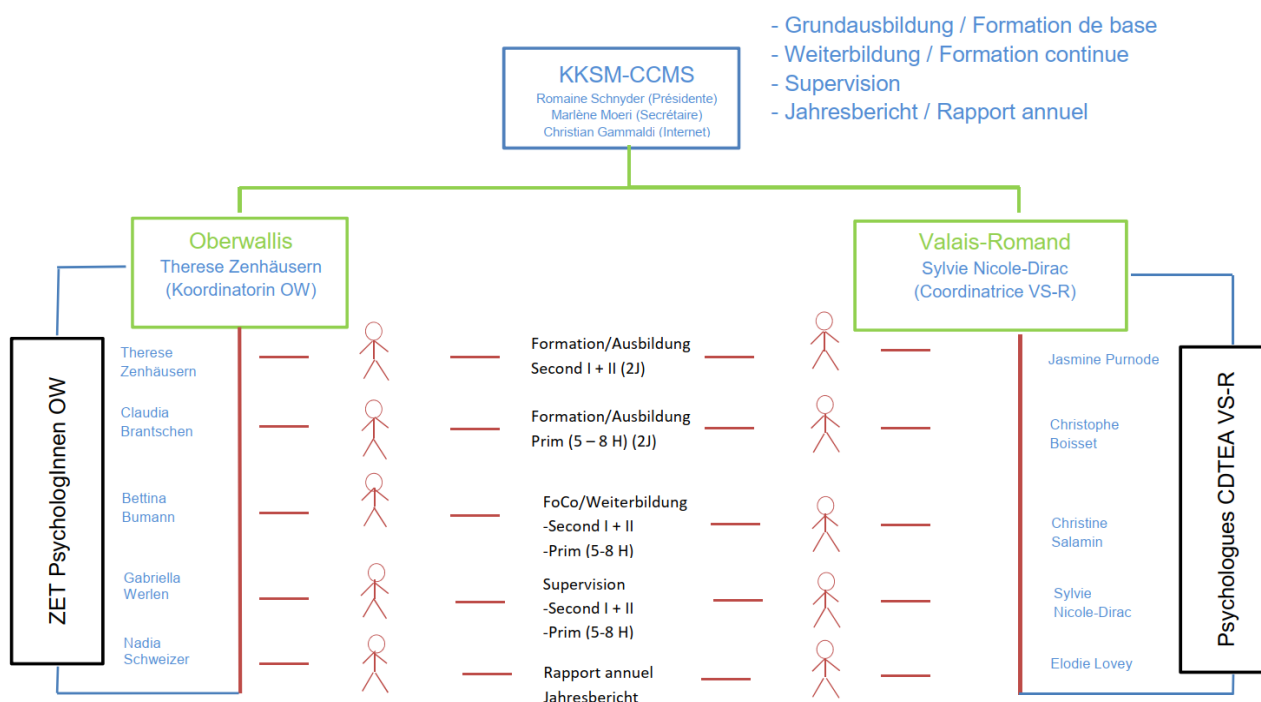 - Grundausbildung / Formation de base
- Weiterbildung / Formation continue
- Supervision
- Jahresbericht / Rapport annuel
KKSM-CCMS
Romaine Schnyder (Présidente)
Marlène Moeri (Secrétaire)
Christian Gammaldi (Internet)
Oberwallis
Therese Zenhäusern
(Koordinatorin OW)
Valais-Romand
Sylvie Nicole-Dirac
(Coordinatrice VS-R)
ZET PsychologInnen OW
Therese
Zenhäusern
Claudia
Brantschen
Bettina
Bumann
Gabriella
Werlen
Nadia
Schweizer
Formation/Ausbildung
Second I + II (2J)
Formation/Ausbildung
Prim (5 – 8 H) (2J)
FoCo/Weiterbildung
-Second I + II
-Prim (5-8 H)
Supervision
-Second I + II
-Prim (5-8 H)
Rapport annuel
Jahresbericht
Jasmine Purnode
Christophe
Boisset
Christine
Salamin
Sylvie
Nicole-Dirac
Elodie Lovey
Psychologues CDTEA VS-R